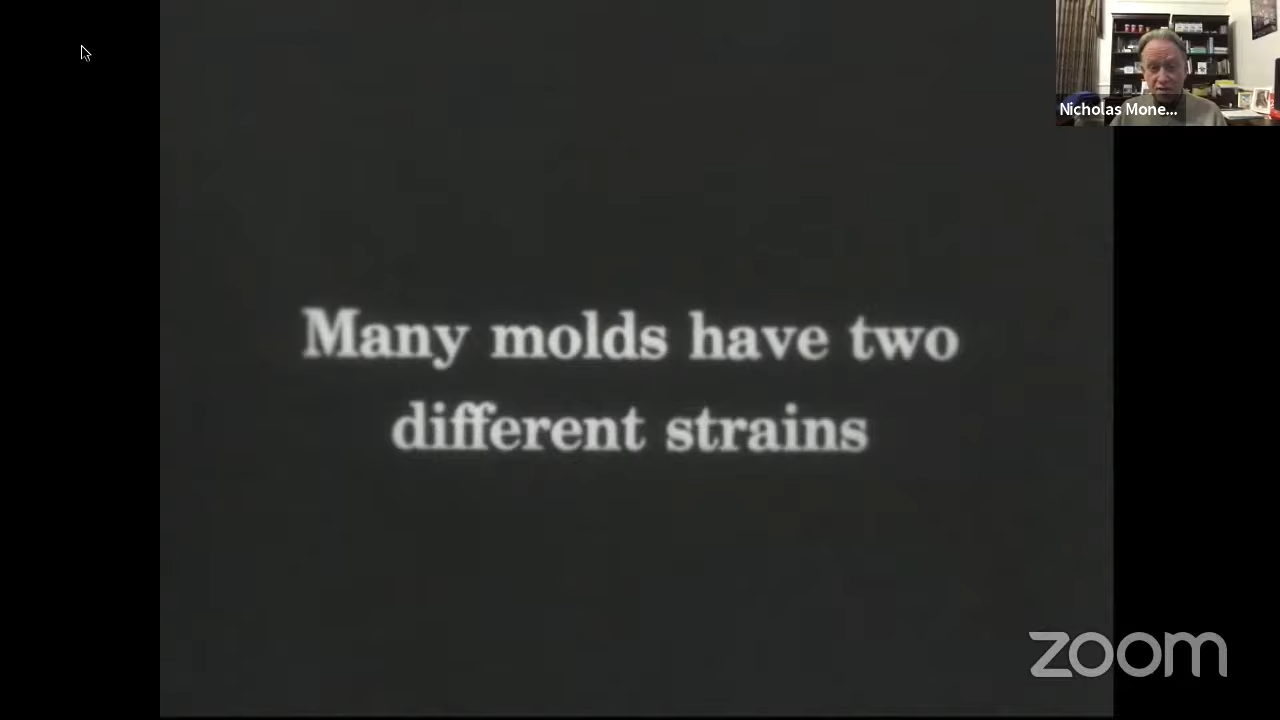 Nicholas Mone...
Many molds have two
different strains
zoom